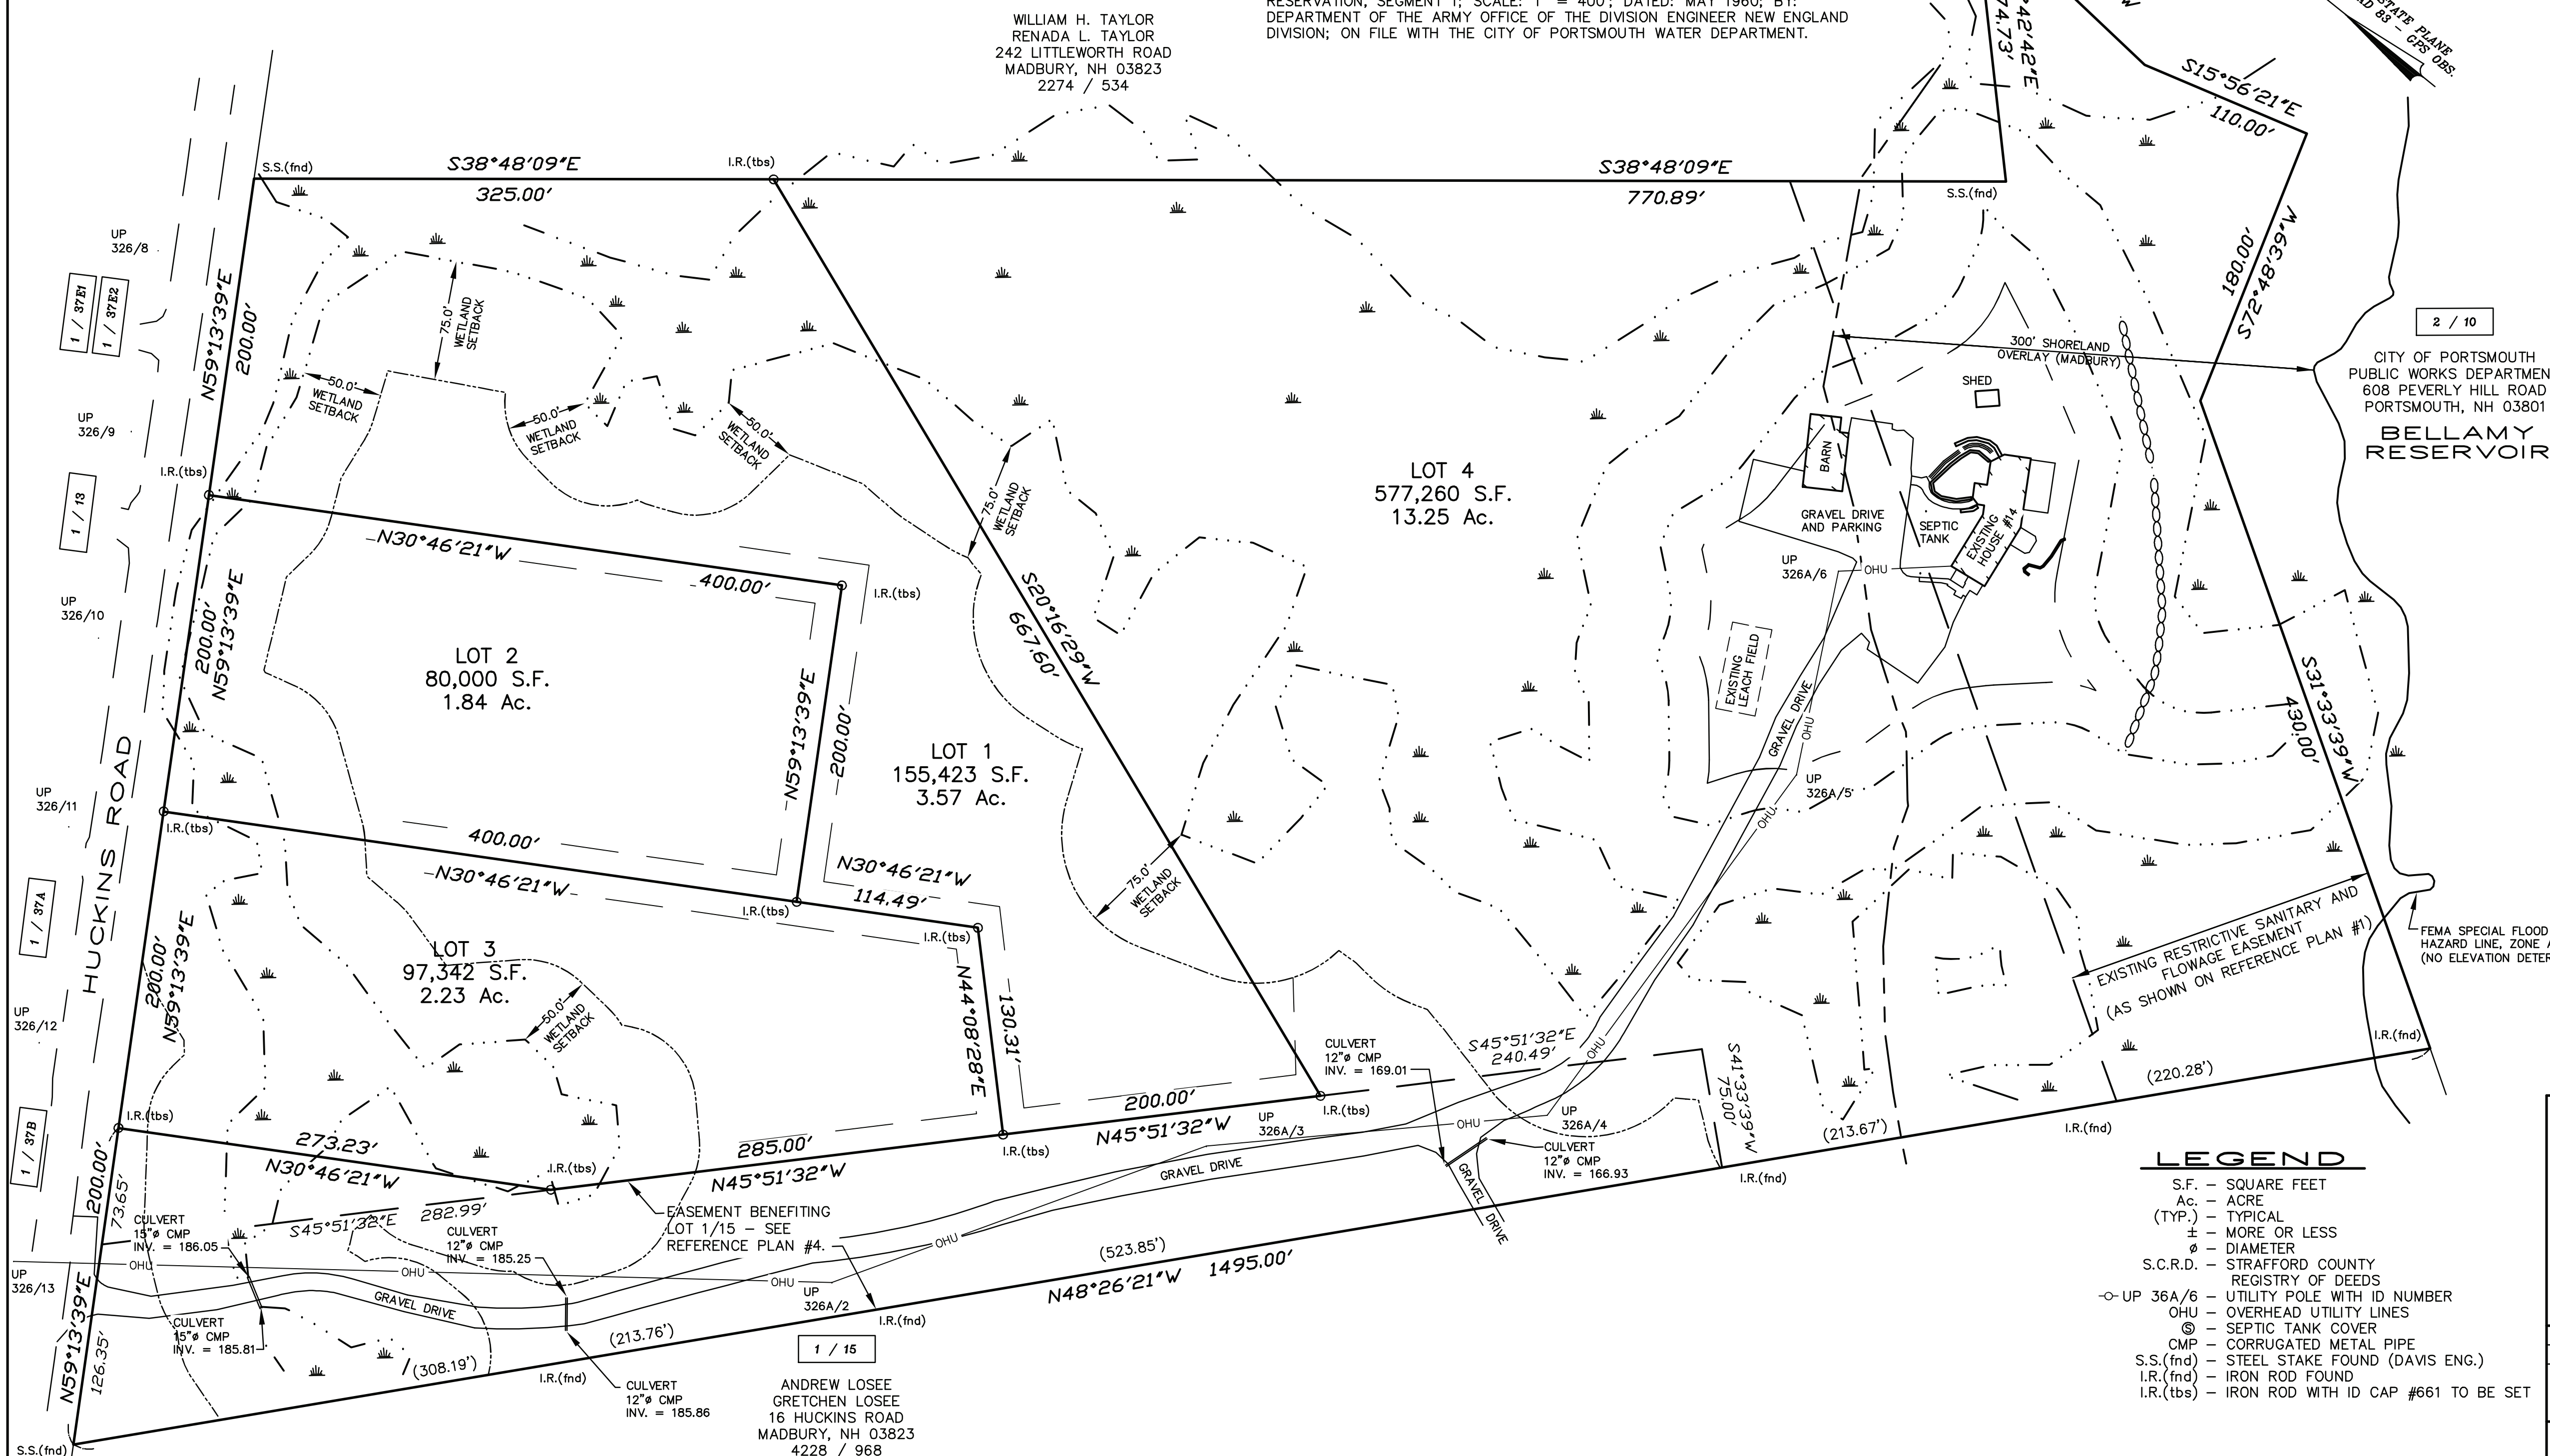 RESERVATION, SEGMENT 1; SCALE: 1" = 400'; DATED: MAY 1960; BY:
DEPARTMENT OF THE ARMY OFFICE OF THE DIVISION ENGINEER NEW ENGLAND
DIVISION; ON FILE WITH THE CITY OF PORTSMOUTH WATER DEPARTMENT.
WILLIAM H. TAYLOR
RENADA L. TAYLOR
242 LITTLEWORTH ROAD
MADBURY, NH 03823
2274 / 534
STATE PLANE
AD 83 - GPS OBS.
W
°42'42"E
74.73'
S15°56'21"E
110.00'
S.S.(fnd)
S38°48'09"E
325.00'
I.R.(tbs)
S38°48'09"E
770.89'
S.S.(fnd)
180.00'
S72°48'39"W
UP
326/8
1 / 37E1
1 / 37E2
N59°13'39"E
200.00'
75.0'
WETLAND
SETBACK
50.0'
WETLAND
SETBACK
50.0'
WETLAND
SETBACK
50.0'
WETLAND
SETBACK
75.0'
WETLAND
SETBACK
300' SHORELAND
OVERLAY (MADBURY)
2 / 10
CITY OF PORTSMOUTH
PUBLIC WORKS DEPARTMEN
608 PEVERLY HILL ROAD
PORTSMOUTH, NH 03801
BELLAMY
RESERVOIR
SHED
BARN
UP
326/9
I.R.(tbs)
1 / 13
LOT 4
577,260 S.F.
13.25 Ac.
GRAVEL DRIVE
AND PARKING
SEPTIC
TANK
EXISTING
HOUSE #14
N30°46'21"W
400.00'
I.R.(tbs)
UP
326A/6
OHU
UP
326/10
200.00'
N59°13'39"E
LOT 2
80,000 S.F.
1.84 Ac.
S20°16'29"W
667.60'
EXISTING
LEACH FIELD
GRAVEL DRIVE
OHU
S31°33'39"W
430.00'
N59°13'39"E
200.00'
LOT 1
155,423 S.F.
3.57 Ac.
UP
326/11
UP
326A/5
OHU
I.R.(tbs)
400.00'
N30°46'21"W
HUCKINS ROAD
N30°46'21"W
114.49'
I.R.(tbs)
I.R.(tbs)
75.0'
WETLAND
SETBACK
1 / 37A
200.00'
N59°13'39"E
LOT 3
97,342 S.F.
2.23 Ac.
50.0'
WETLAND
SETBACK
N44°08'28"E
130.31'
EXISTING RESTRICTIVE SANITARY AND
FLOWAGE EASEMENT
(AS SHOWN ON REFERENCE PLAN #1)
FEMA SPECIAL FLOOD
HAZARD LINE, ZONE A
(NO ELEVATION DETER
UP
326/12
CULVERT
12"ø CMP
INV. = 169.01
S45°51'32"E
240.49'
OHU
S41°33'39"W
75.00'
I.R.(fnd)
(220.28')
I.R.(tbs)
200.00'
N45°51'32"W
I.R.(tbs)
UP
326A/3
OHU
UP
326A/4
(213.67')
I.R.(fnd)
1 / 37B
I.R.(tbs)
273.23'
N30°46'21"W
I.R.(tbs)
285.00'
N45°51'32"W
GRAVEL DRIVE
GRAVEL DRIVE
CULVERT
12"ø CMP
INV. = 166.93
I.R.(fnd)
200.00'
73.65'
CULVERT
15"ø CMP
INV. = 186.05
S45°51'32"E
282.99'
CULVERT
12"ø CMP
INV. = 185.25
EASEMENT BENEFITING
LOT 1/15 – SEE
REFERENCE PLAN #4.
OHU
(523.85')
N48°26'21"W 1495.00'
UP
326/13
OHU
OHU
OHU
UP
326A/2
GRAVEL DRIVE
I.R.(fnd)
N59°13'39"E
126.35'
CULVERT
15"ø CMP
INV. = 185.81
(308.19')
(213.76')
I.R.(fnd)
CULVERT
12"ø CMP
INV. = 185.86
S.S.(fnd)
1 / 15
ANDREW LOSEE
GRETCHEN LOSEE
16 HUCKINS ROAD
MADBURY, NH 03823
4228 / 968
LEGEND
S.F. – SQUARE FEET
Ac. – ACRE
(TYP.) – TYPICAL
± – MORE OR LESS
ø – DIAMETER
S.C.R.D. – STRAFFORD COUNTY
REGISTRY OF DEEDS
UP 36A/6 – UTILITY POLE WITH ID NUMBER
OHU – OVERHEAD UTILITY LINES
Ⓢ – SEPTIC TANK COVER
CMP – CORRUGATED METAL PIPE
S.S.(fnd) – STEEL STAKE FOUND (DAVIS ENG.)
I.R.(fnd) – IRON ROD FOUND
I.R.(tbs) – IRON ROD WITH ID CAP #661 TO BE SET